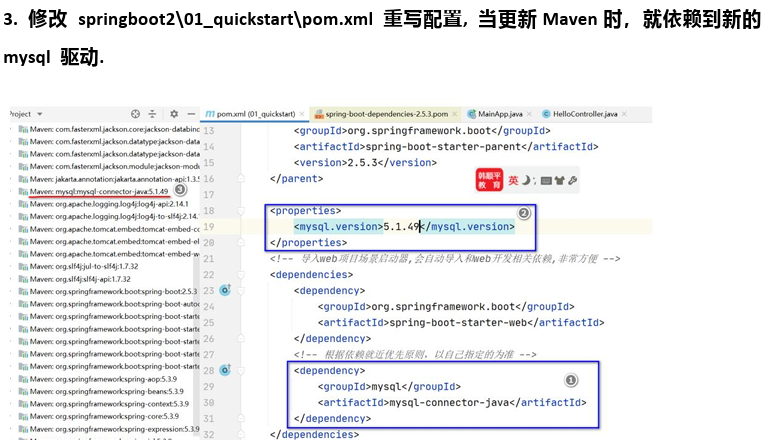 3. 修改 springboot2\01_quickstart\pom.xml 重写配置, 当更新 Maven 时, 就依赖到新的
mysql 驱动.
Project
pom.xml (01_quickstart)
spring-boot-dependencies-2.5.3.pom
MainApp.java
HelloController.java
Maven: com.fasterxml.jackson.core:jackson-databind
Maven: com.fasterxml.jackson.datatype:jackson-data
Maven: com.fasterxml.jackson.datatype:jackson-data
Maven: com.fasterxml.jackson.module:jackson-mod
Maven: jakarta.annotation:jakarta.annotation-api:1.3.5
Maven: mysql:mysql-connector-java:5.1.49
3
Maven: org.apache.logging.log4j:log4j-api:2.14.1
Maven: org.apache.logging.log4j:log4j-to-slf4j:2.14.
Maven: org.apache.tomcat.embed:tomcat-embed-co
Maven: org.apache.tomcat.embed:tomcat-embed-el
Maven: org.apache.tomcat.embed:tomcat-embed-w
Maven: org.slf4j:jul-to-slf4j:1.7.32
Maven: org.slf4j:slf4j-api:1.7.32
Maven: org.springframework.boot:spring-boot:2.5.3
Maven: org.springframework.boot:spring-boot-autoc
Maven: org.springframework.boot:spring-boot-starte
Maven: org.springframework.boot:spring-boot-starte
Maven: org.springframework.boot:spring-boot-starte
Maven: org.springframework.boot:spring-boot-starte
Maven: org.springframework:spring-aop:5.3.9
Maven: org.springframework:spring-beans:5.3.9
Maven: org.springframework:spring-context:5.3.9
Maven: org.springframework:spring-core:5.3.9
Maven: org.springframework:spring-expression:5.3.9
13 <groupId>org.springframework.boot</groupId>
14 <artifactId>spring-boot-starter-parent</artifactId>
15 <version>2.5.3</version>
16 </parent>
韩顺平
教 育
英
17
18 <properties>
2
19 <mysql.version>5.1.49</mysql.version>
20 </properties>
21 <!-- 导入web项目场景启动器,会自动导入和web开发相关依赖,非常方便 -->
22 <dependencies>
23 <dependency>
24 <groupId>org.springframework.boot</groupId>
25 <artifactId>spring-boot-starter-web</artifactId>
26 </dependency>
27 <!-- 根据依赖就近优先原则，以自己指定的为准 -->
28 <dependency>
1
29 <groupId>mysql</groupId>
30 <artifactId>mysql-connector-java</artifactId>
31 </dependency>
32 </dependencies>